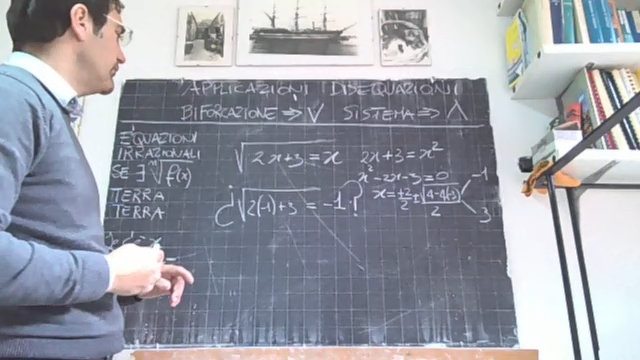 APPLICAZIONI DISEQUAZIONI
BIFORCAZIONE ⇒ V SISTEMA ⇒ Λ
EQUAZIONI
IRRAZIONALI
SE ∃ ⁿ√f(x)
TERRA
TERRA
√2x+3 = x 2x+3 = x²
x² -2x-3=0
x = +2/2 ± √4-4(-3)/2 -1 3
¿ √2(-1)+3 = -1 ?